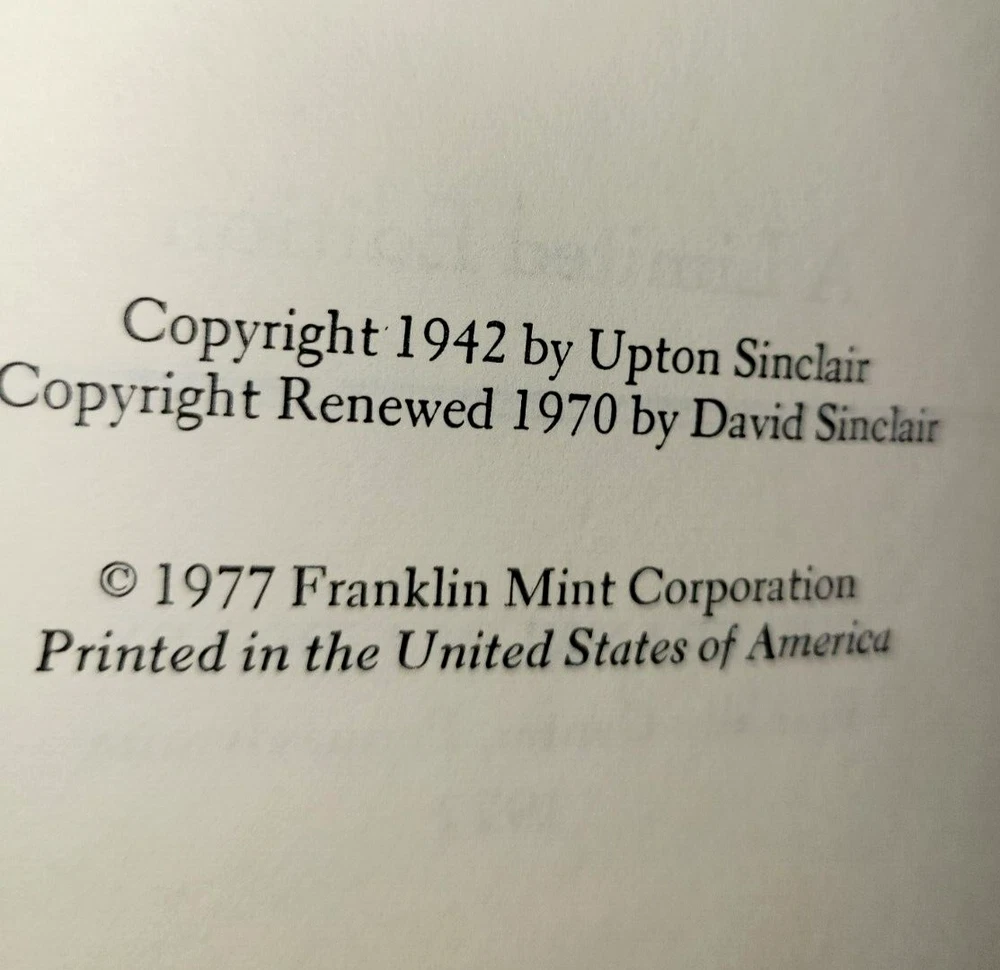 Copyright 1942 by Upton Sinclair
Copyright Renewed 1970 by David Sinclair
© 1977 Franklin Mint Corporation
Printed in the United States of America